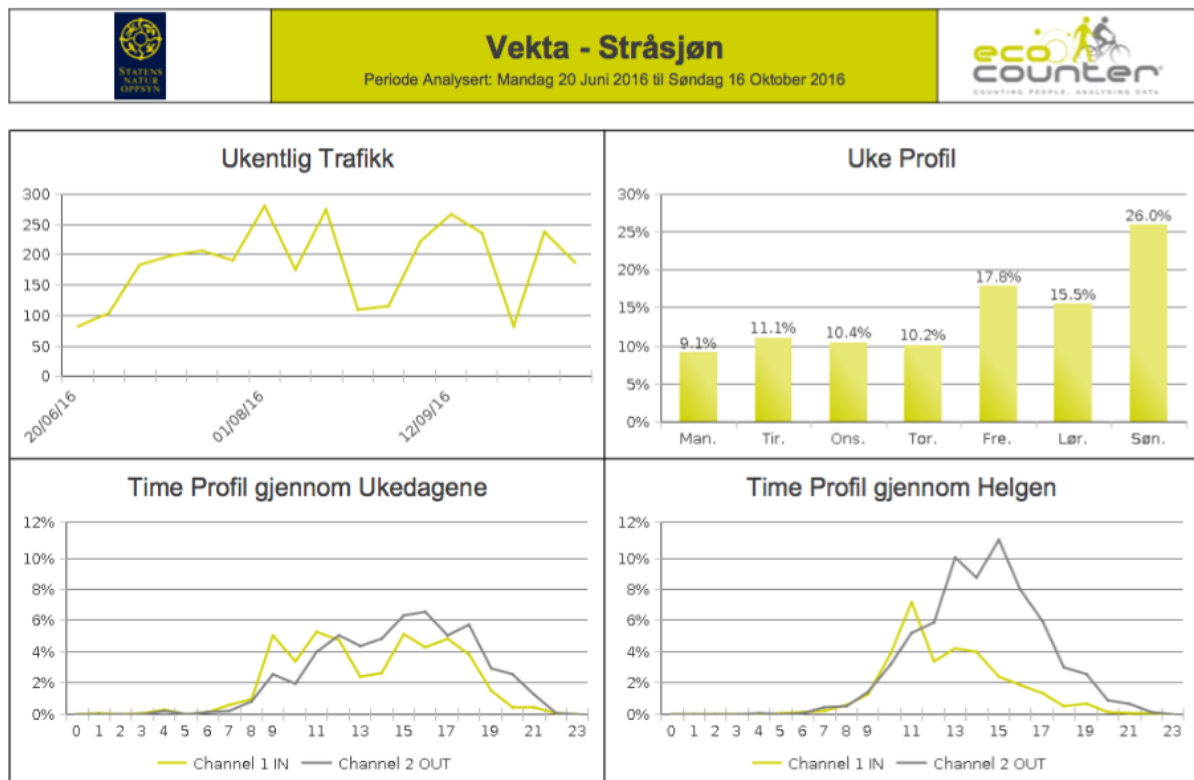 STATENS
NATUR
OPPSYN
Vekta - Stråsjøn
Periode Analysert: Mandag 20 Juni 2016 til Søndag 16 Oktober 2016
eco
counter
COUNTING PEOPLE, ANALYSING DATA
Ukentlig Trafikk
300
250
200
150
100
50
0
20/06/16
01/08/16
12/09/16
Uke Profil
30%
25%
20%
15%
10%
5%
0%
9.1%
11.1%
10.4%
10.2%
17.8%
15.5%
26.0%
Man. Tir. Ons. Tor. Fre. Lør. Søn.
Time Profil gjennom Ukedagene
12%
10%
8%
6%
4%
2%
0%
0 1 2 3 4 5 6 7 8 9 11 13 15 17 19 21 23
Channel 1 IN Channel 2 OUT
Time Profil gjennom Helgen
12%
10%
8%
6%
4%
2%
0%
0 1 2 3 4 5 6 7 8 9 11 13 15 17 19 21 23
Channel 1 IN Channel 2 OUT